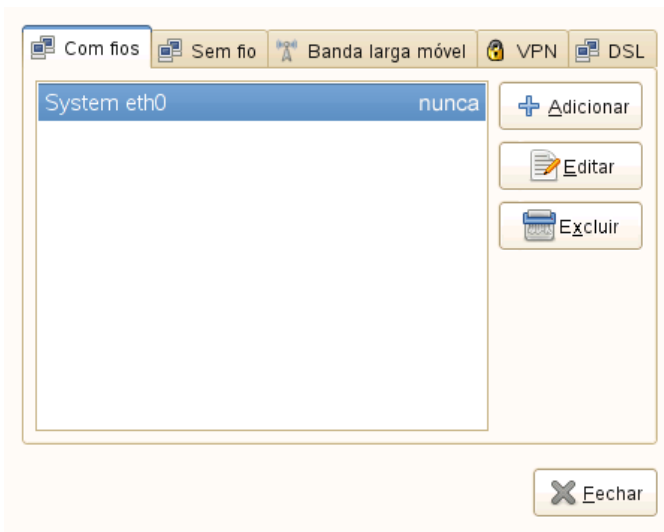 Com fios Sem fio Banda larga móvel VPN DSL
System eth0 nunca
Adicionar
Editar
Excluir
Fechar